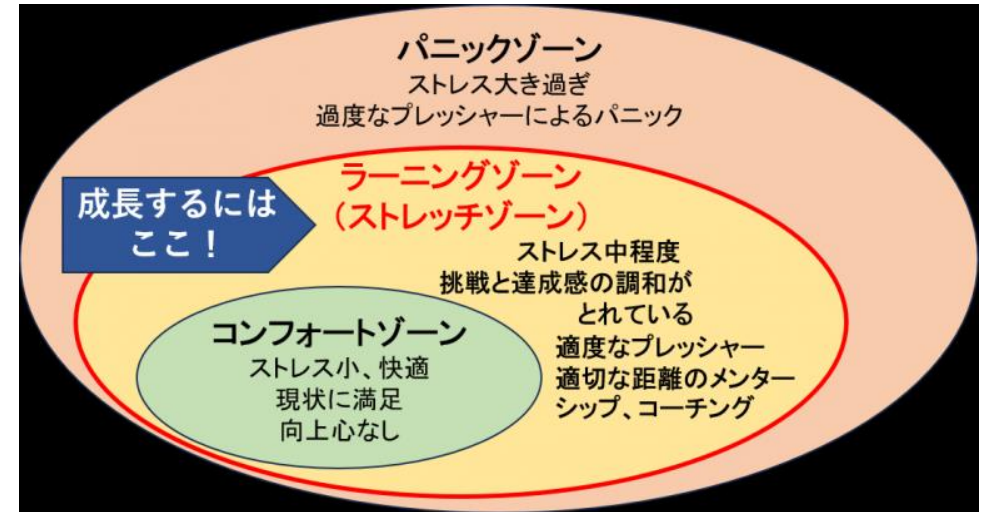 パニックゾーン
ストレス大き過ぎ
過度なプレッシャーによるパニック
ラーニングゾーン
（ストレッチゾーン）
成長するには
ここ！
ストレス中程度
挑戦と達成感の調和が
とれている
適度なプレッシャー
適切な距離のメンター
シップ、コーチング
コンフォートゾーン
ストレス小、快適
現状に満足
向上心なし